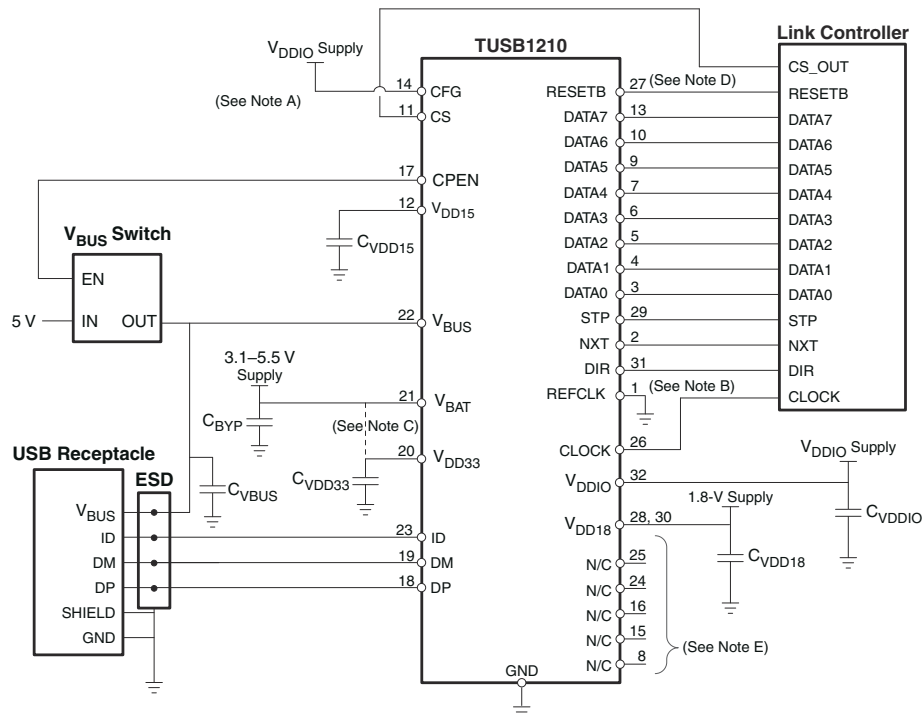 Link Controller
TUSB1210
VDDIO Supply
(See Note A)
14
CFG
11
CS
17
CPEN
12
VDD15
CVDD15
VBUS Switch
EN
5 V
IN
OUT
22
VBUS
3.1–5.5 V
Supply
21
VBAT
CBYP
(See Note C)
20
VDD33
CVDD33
CVBUS
USB Receptacle
ESD
VBUS
ID
DM
DP
SHIELD
GND
23
ID
19
DM
18
DP
GND
RESETB
27
(See Note D)
DATA7
13
DATA6
10
DATA5
9
DATA4
7
DATA3
6
DATA2
5
DATA1
4
DATA0
3
STP
29
NXT
2
DIR
31
REFCLK
1
(See Note B)
CLOCK
26
VDDIO
32
VDD18
28, 30
N/C
25
N/C
24
N/C
16
N/C
15
N/C
8
(See Note E)
CS_OUT
RESETB
DATA7
DATA6
DATA5
DATA4
DATA3
DATA2
DATA1
DATA0
STP
NXT
DIR
CLOCK
VDDIO Supply
CVDDIO
1.8-V Supply
CVDD18